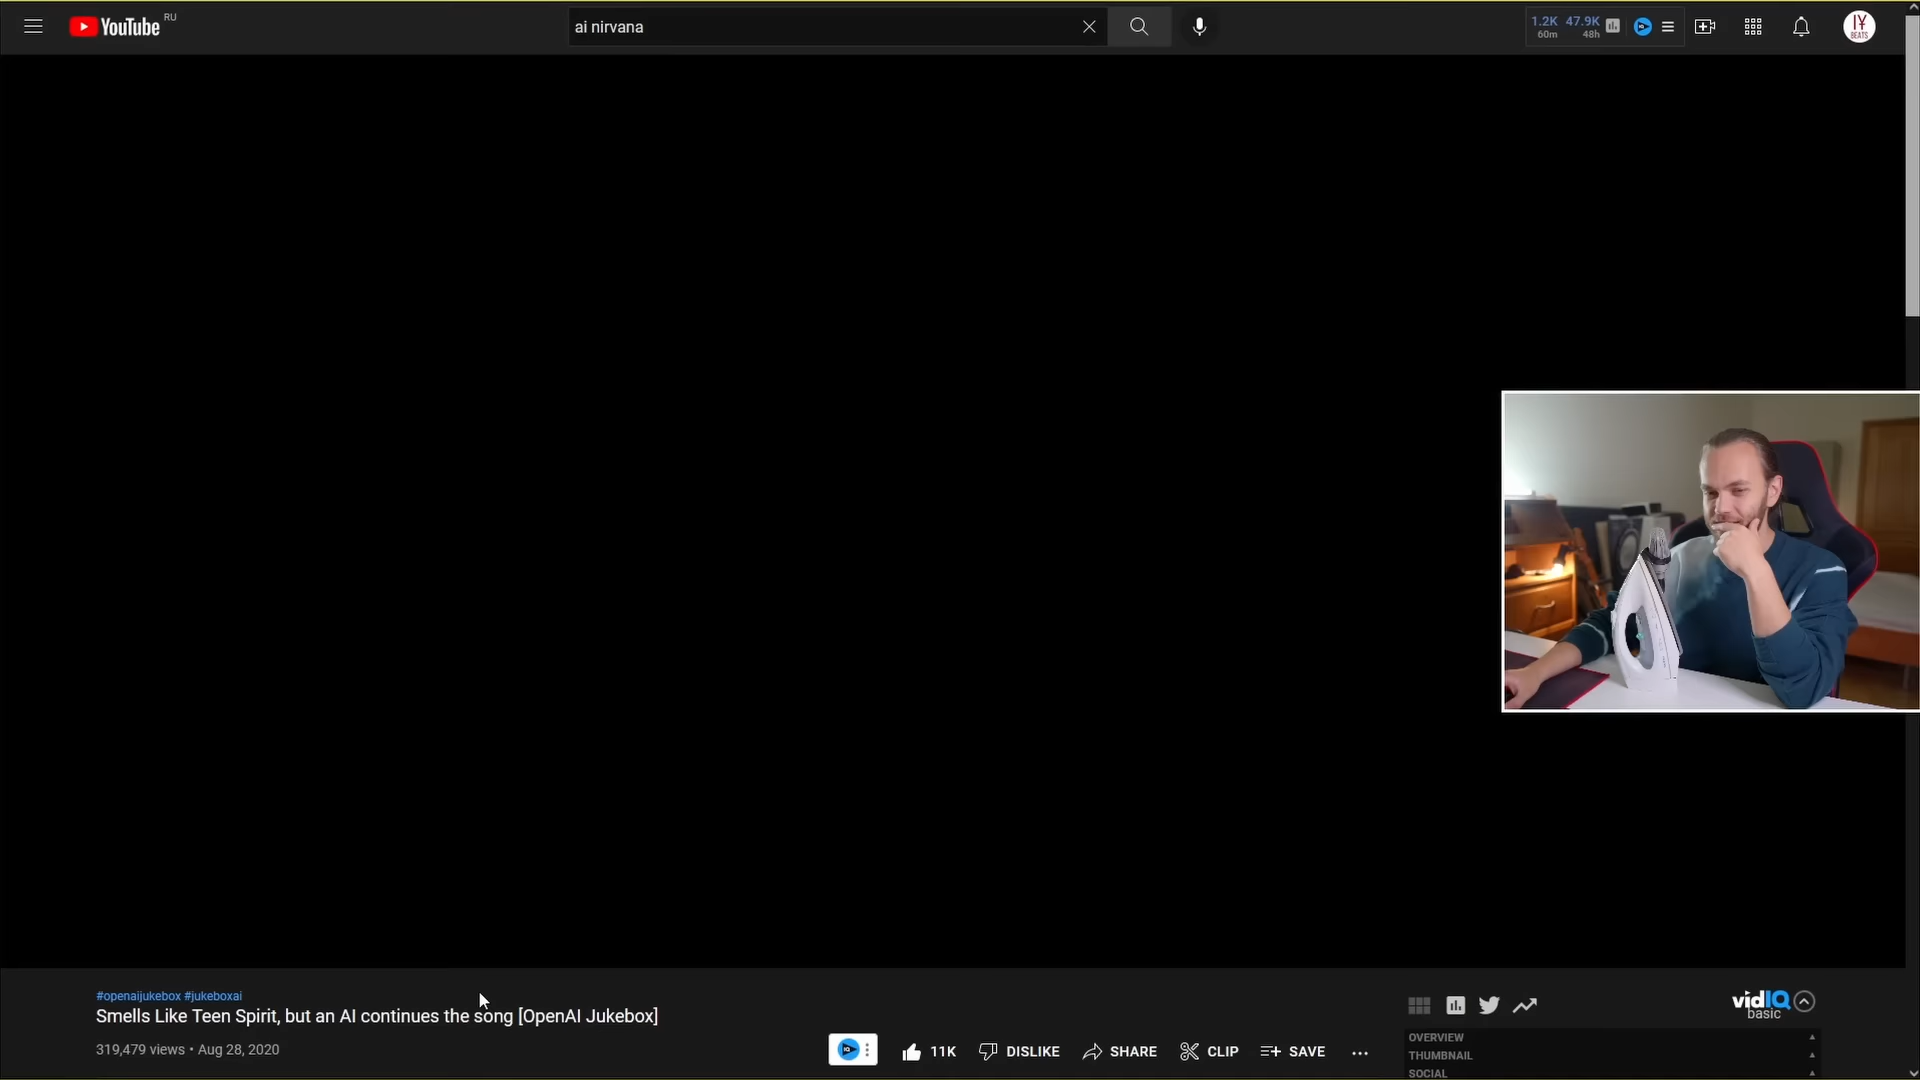 YouTube RU
ai nirvana
1.2K 47.9K
60m 48h
IY
BEATS
#openaijukebox #jukeboxai
Smells Like Teen Spirit, but an AI continues the song [OpenAI Jukebox]
319,479 views • Aug 28, 2020
11K DISLIKE SHARE CLIP SAVE
vidIQ
basic
OVERVIEW
THUMBNAIL
SOCIAL